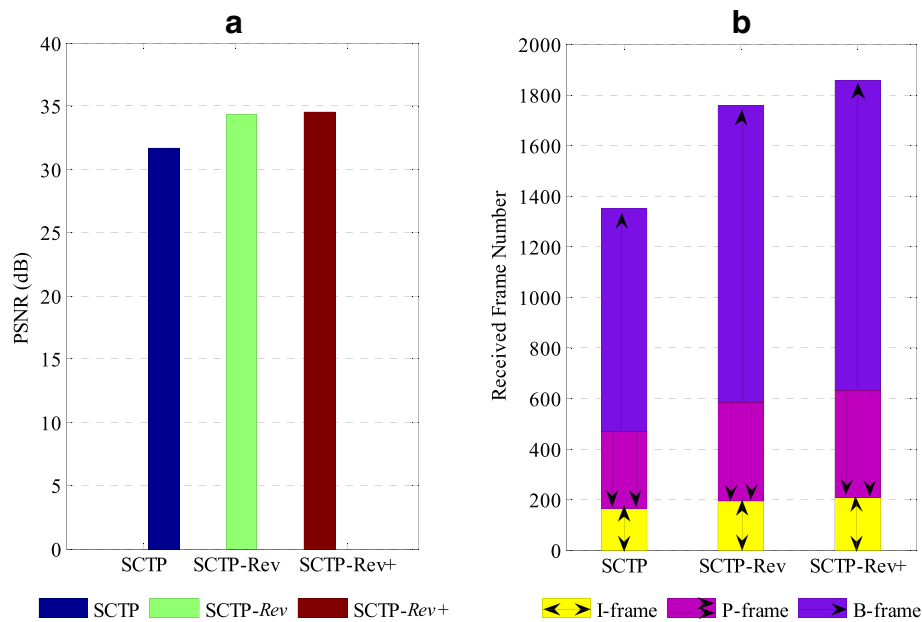 a
40
35
30
25
20
15
10
5
0
PSNR (dB)
SCTP SCTP-Rev SCTP-Rev+
SCTP SCTP-Rev SCTP-Rev+
b
2000
1800
1600
1400
1200
1000
800
600
400
200
0
Received Frame Number
SCTP SCTP-Rev SCTP-Rev+
I-frame P-frame B-frame